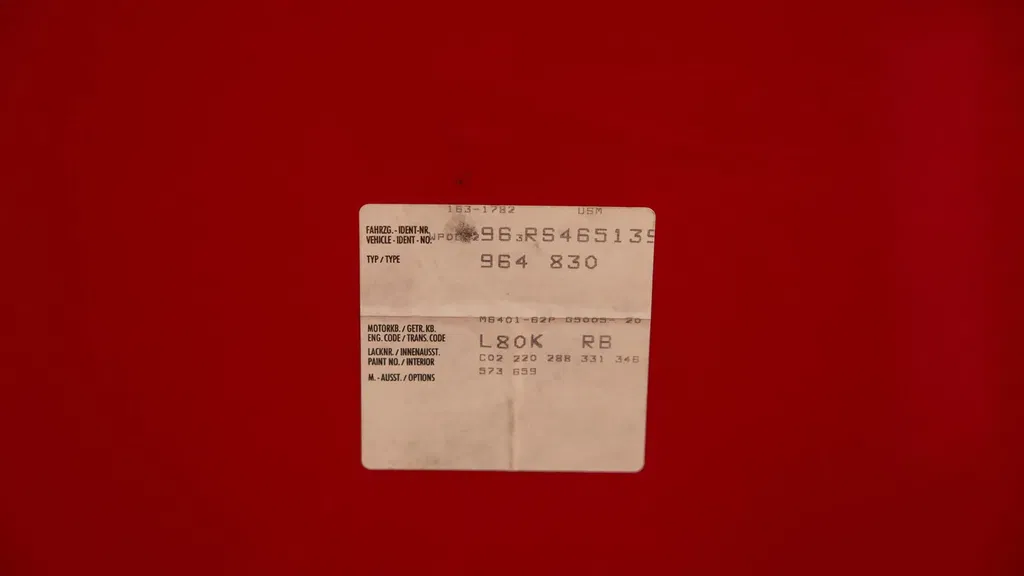 163-1782 USM
FAHRZG.-IDENT-NR.
VEHICLE-IDENT-NO. 96 RS465139
TYP / TYPE 964 830
M6401-62P 05005- 20
MOTORKB. / GETR. KB.
ENG. CODE / TRANS. CODE L80K RB
LACKNR. / INNENAUSST.
PAINT NO. / INTERIOR C02 220 288 331 346
573 659
M. - AUSST. / OPTIONS